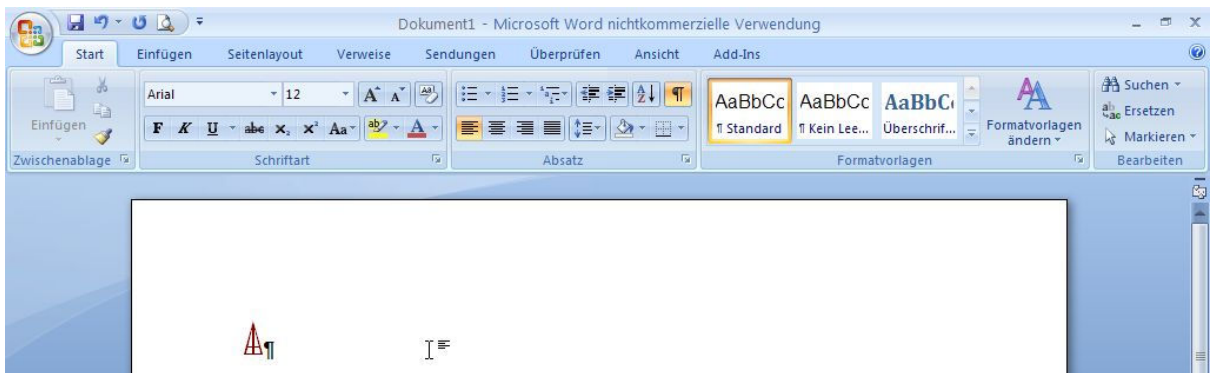 Dokument1 - Microsoft Word nichtkommerzielle Verwendung
Start Einfügen Seitenlayout Verweise Sendungen Überprüfen Ansicht Add-Ins
Einfügen
Zwischenablage
Arial 12
F K U abc x₂ x² Aa
Schriftart
Absatz
AaBbCc AaBbCc AaBbC
¶ Standard ¶ Kein Lee... Überschrif...
Formatvorlagen ändern
Formatvorlagen
Suchen
Ersetzen
Markieren
Bearbeiten
¶